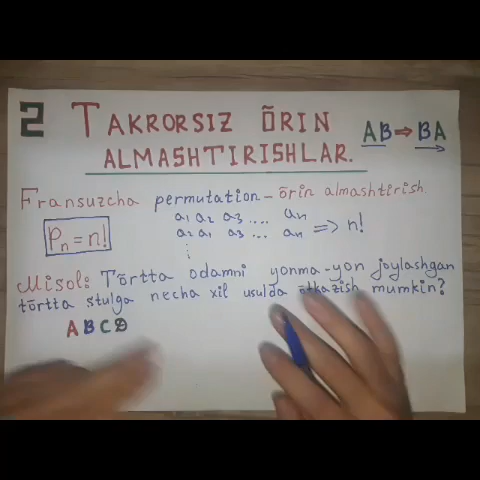 2 TAKRORSIZ ÕRIN
ALMASHTIRISHLAR.
AB ⇒ BA
Fransuzcha permutation – õrin almashtirish.
Pn = n!
a1 a2 a3 .... an
a2 a1 a3 ... an => n!
⋮
Misol: Tõrtta odamni yonma-yon joylashgan
tõrtta stulga necha xil usulda õtkazish mumkin?
A B C D